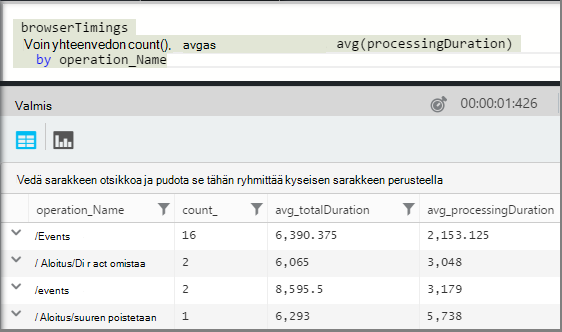 browserTimings
Voin yhteenvedon count(), avgas avg(processingDuration)
by operation_Name
Valmis 00:00:01:426
Vedä sarakkeen otsikkoa ja pudota se tähän ryhmittää kyseisen sarakkeen perusteella
operation_Name count_ avg_totalDuration avg_processingDuration
/Events 16 6,390.375 2,153.125
/ Aloitus/Di r act omistaa 2 6,065 3,048
/events 2 8,595.5 3,179
/ Aloitus/suuren poistetaan 1 6,293 5,738